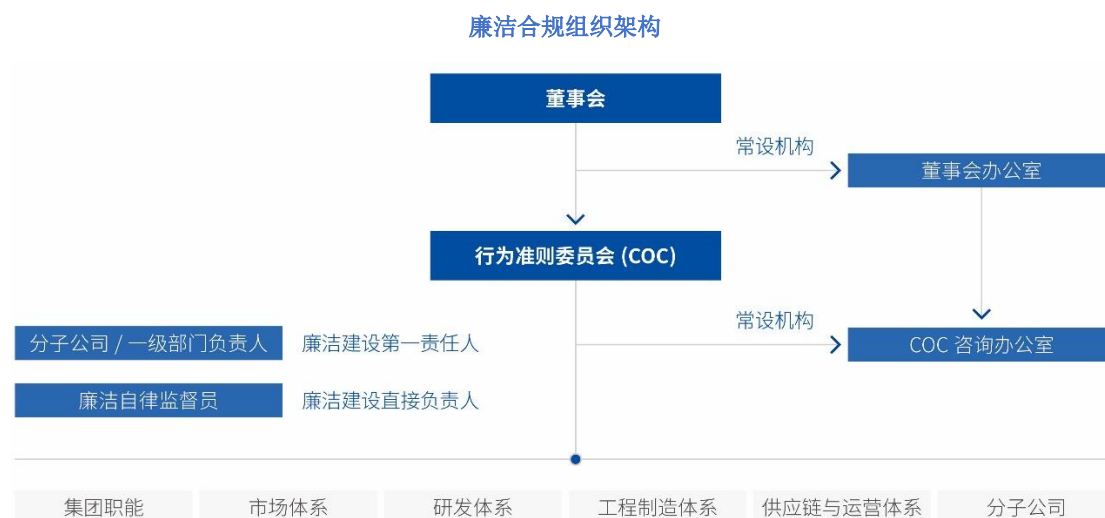 廉洁合规组织架构
董事会
常设机构
董事会办公室
行为准则委员会 (COC)
常设机构
分子公司 / 一级部门负责人
廉洁建设第一责任人
COC 咨询办公室
廉洁自律监督员
廉洁建设直接负责人
集团职能
市场体系
研发体系
工程制造体系
供应链与运营体系
分子公司